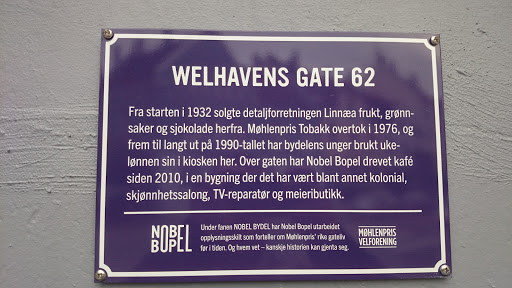 WELHAVENS GATE 62
Fra starten i 1932 solgte detaljforretningen Linnæa frukt, grønn-
saker og sjokolade herfra. Møhlenpris Tobakk overtok i 1976, og
frem til langt ut på 1990-tallet har bydelens unger brukt uke-
lønnen sin i kiosken her. Over gaten har Nobel Bopel drevet kafé
siden 2010, i en bygning der det har vært blant annet kolonial,
skjønnhetssalong, TV-reparatør og meieributikk.
NOBEL
BOPEL
Under fanen NOBEL BYDEL har Nobel Bopel utarbeidet
opplysningsskilt som forteller om Møhlenpris' rike gateliv
før i tiden. Og hvem vet – kanskje historien kan gjenta seg.
MØHLENPRIS
VELFORENING